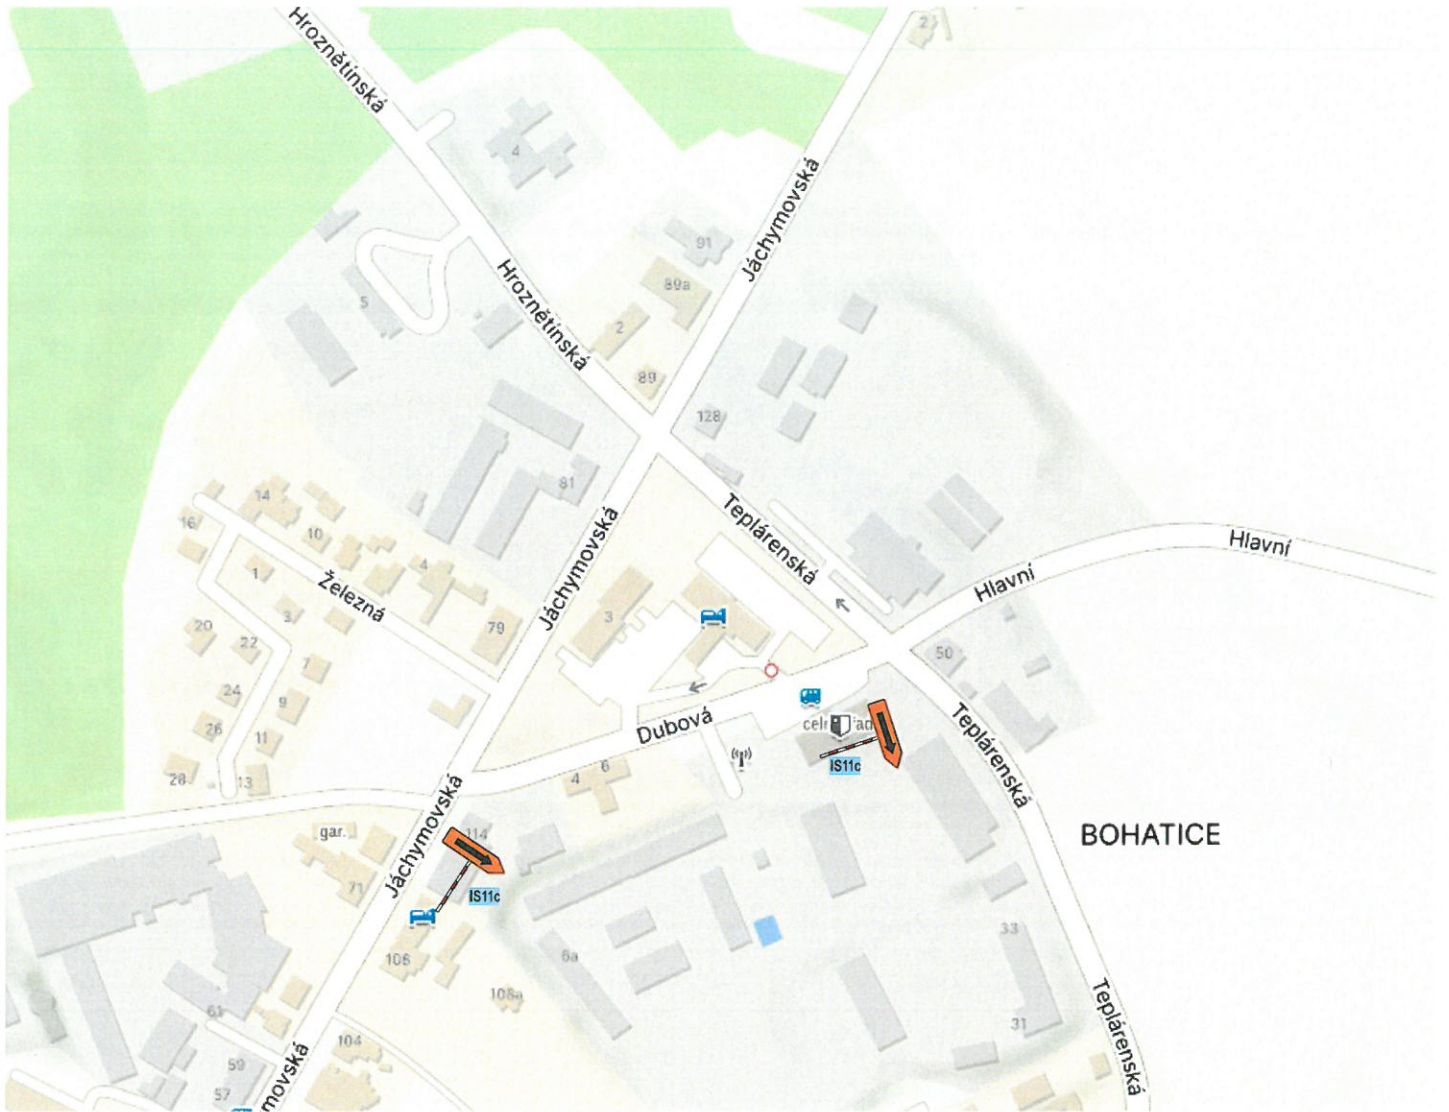 2
Hroznětínská
4
Jáchymovská
91
89a
5
Hroznětínská
2
89
128
81
14
16
10
Teplárenská
Jáchymovská
Hlavní
4
1
Železná
Hlavní
3
3
79
20
22
50
7
24
9
26
Dubová
11
Teplárenská
6
IS11c
28
13
4
gar.
114
BOHATICE
Jáchymovská
71
IS11c
33
106
6a
108a
Teplárenská
61
31
104
59
57
movská